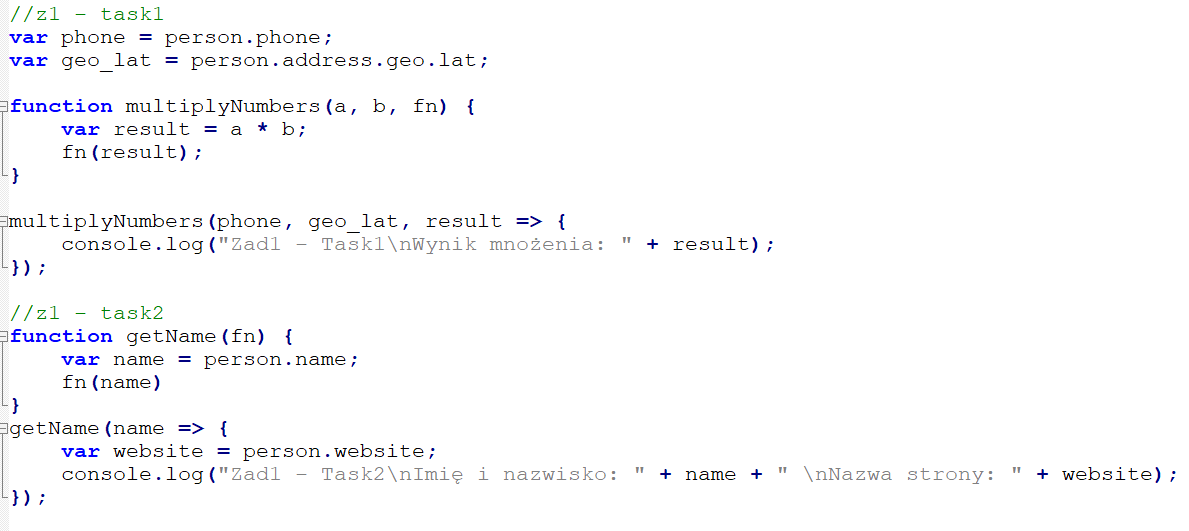 //z1 - task1
var phone = person.phone;
var geo_lat = person.address.geo.lat;

function multiplyNumbers(a, b, fn) {
    var result = a * b;
    fn(result);
}

multiplyNumbers(phone, geo_lat, result => {
    console.log("Zad1 - Task1\nWynik mnożenia: " + result);
});

//z1 - task2
function getName(fn) {
    var name = person.name;
    fn(name)
}
getName(name => {
    var website = person.website;
    console.log("Zad1 - Task2\nImię i nazwisko: " + name + " \nNazwa strony: " + website);
});